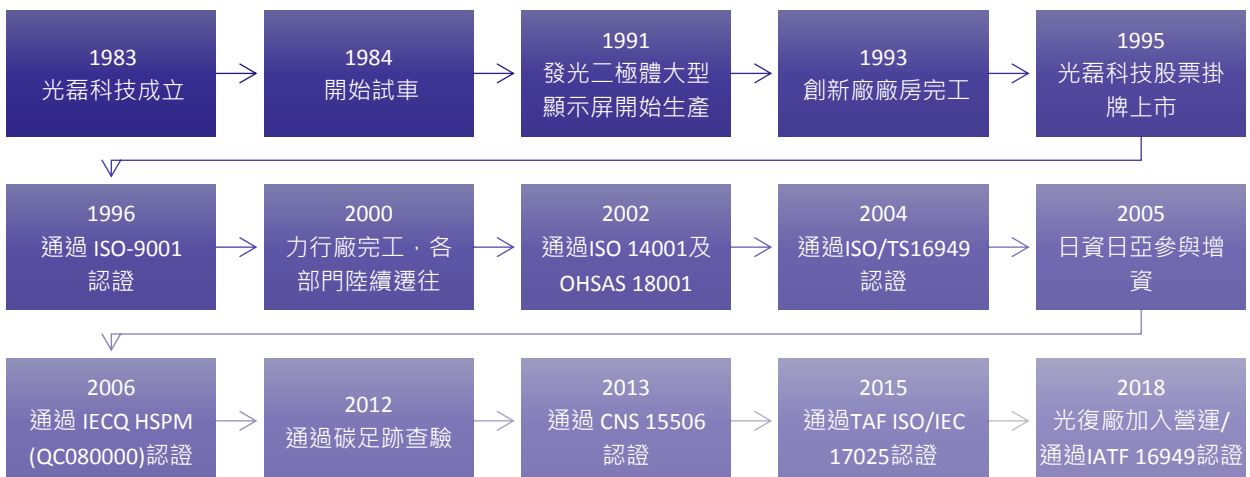 1983
光磊科技成立
1984
開始試車
1991
發光二極體大型
顯示屏開始生產
1993
創新廠廠房完工
1995
光磊科技股票掛
牌上市
1996
通過 ISO-9001
認證
2000
力行廠完工，各
部門陸續遷往
2002
通過ISO 14001及
OHSAS 18001
2004
通過ISO/TS16949
認證
2005
日資日亞參與增
資
2006
通過 IECQ HSPM
(QC080000)認證
2012
通過碳足跡查驗
2013
通過 CNS 15506
認證
2015
通過TAF ISO/IEC
17025認證
2018
光復廠加入營運/
通過IATF 16949認證